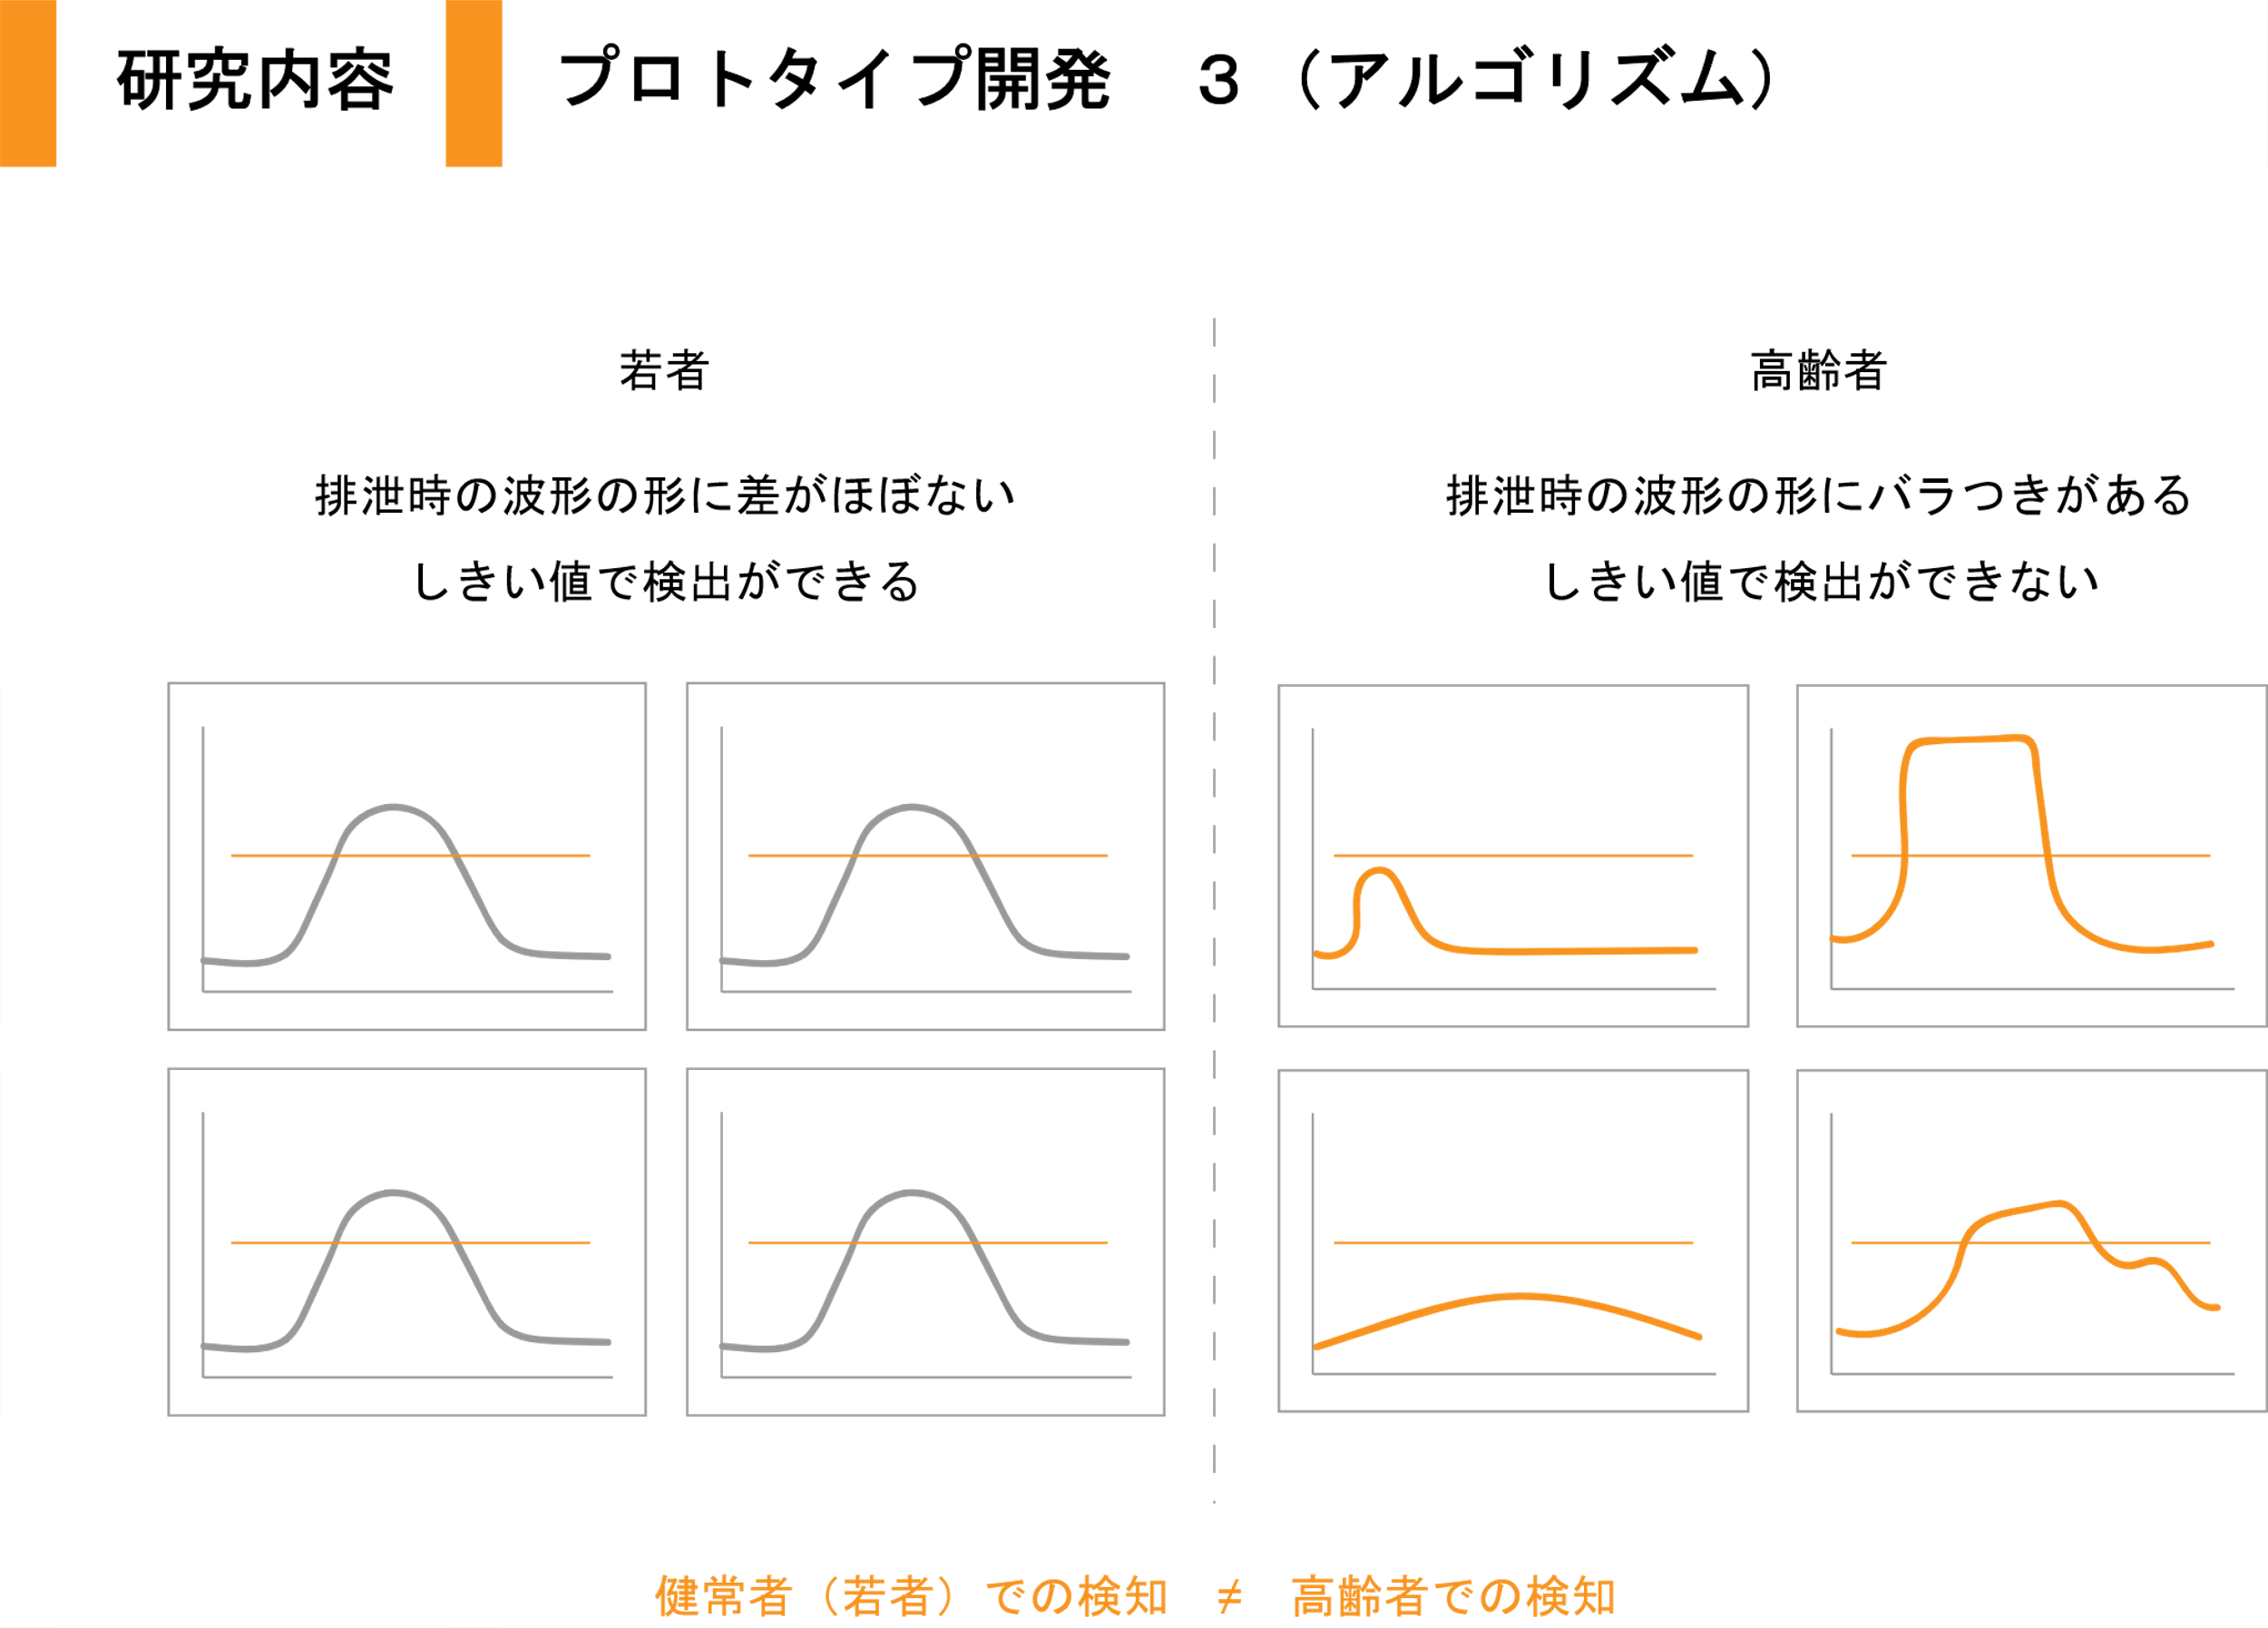 研究内容
プロトタイプ開発　3（アルゴリズム）
若者
排泄時の波形の形に差がほぼない
しきい値で検出ができる
高齢者
排泄時の波形の形にバラつきがある
しきい値で検出ができない
健常者（若者）での検知　≠　高齢者での検知